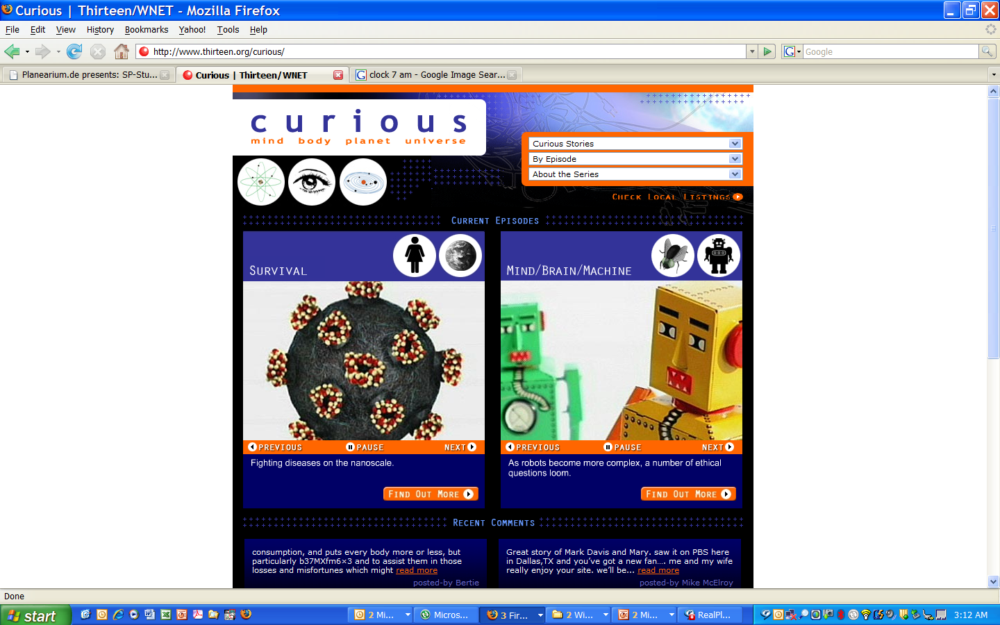 Curious | Thirteen/WNET - Mozilla Firefox
File Edit View History Bookmarks Yahoo! Tools Help
http://www.thirteen.org/curious/
G Google
Planearium.de presents: SP-Stu...
Curious | Thirteen/WNET
G clock 7 am - Google Image Sear...
curious
mind body planet universe
Curious Stories
By Episode
About the Series
Check Local Listings
Current Episodes
Survival
Mind/Brain/Machine
PREVIOUS PAUSE NEXT
PREVIOUS PAUSE NEXT
Fighting diseases on the nanoscale.
As robots become more complex, a number of ethical
questions loom.
Find Out More
Find Out More
Recent Comments
consumption, and puts every body more or less, but
particularly b37MXfm6×3 and to assist them in those
losses and misfortunes which might read more
posted-by Bertie
Great story of Mark Davis and Mary. saw it on PBS here
in Dallas,TX and you've got a new fan.... me and my wife
really enjoy your site. we'll be... read more
posted-by Mike McElroy
Done
start
2 Mi...
Micros...
3 Fir...
2 Wi...
2 Mi...
RealPl...
3:12 AM